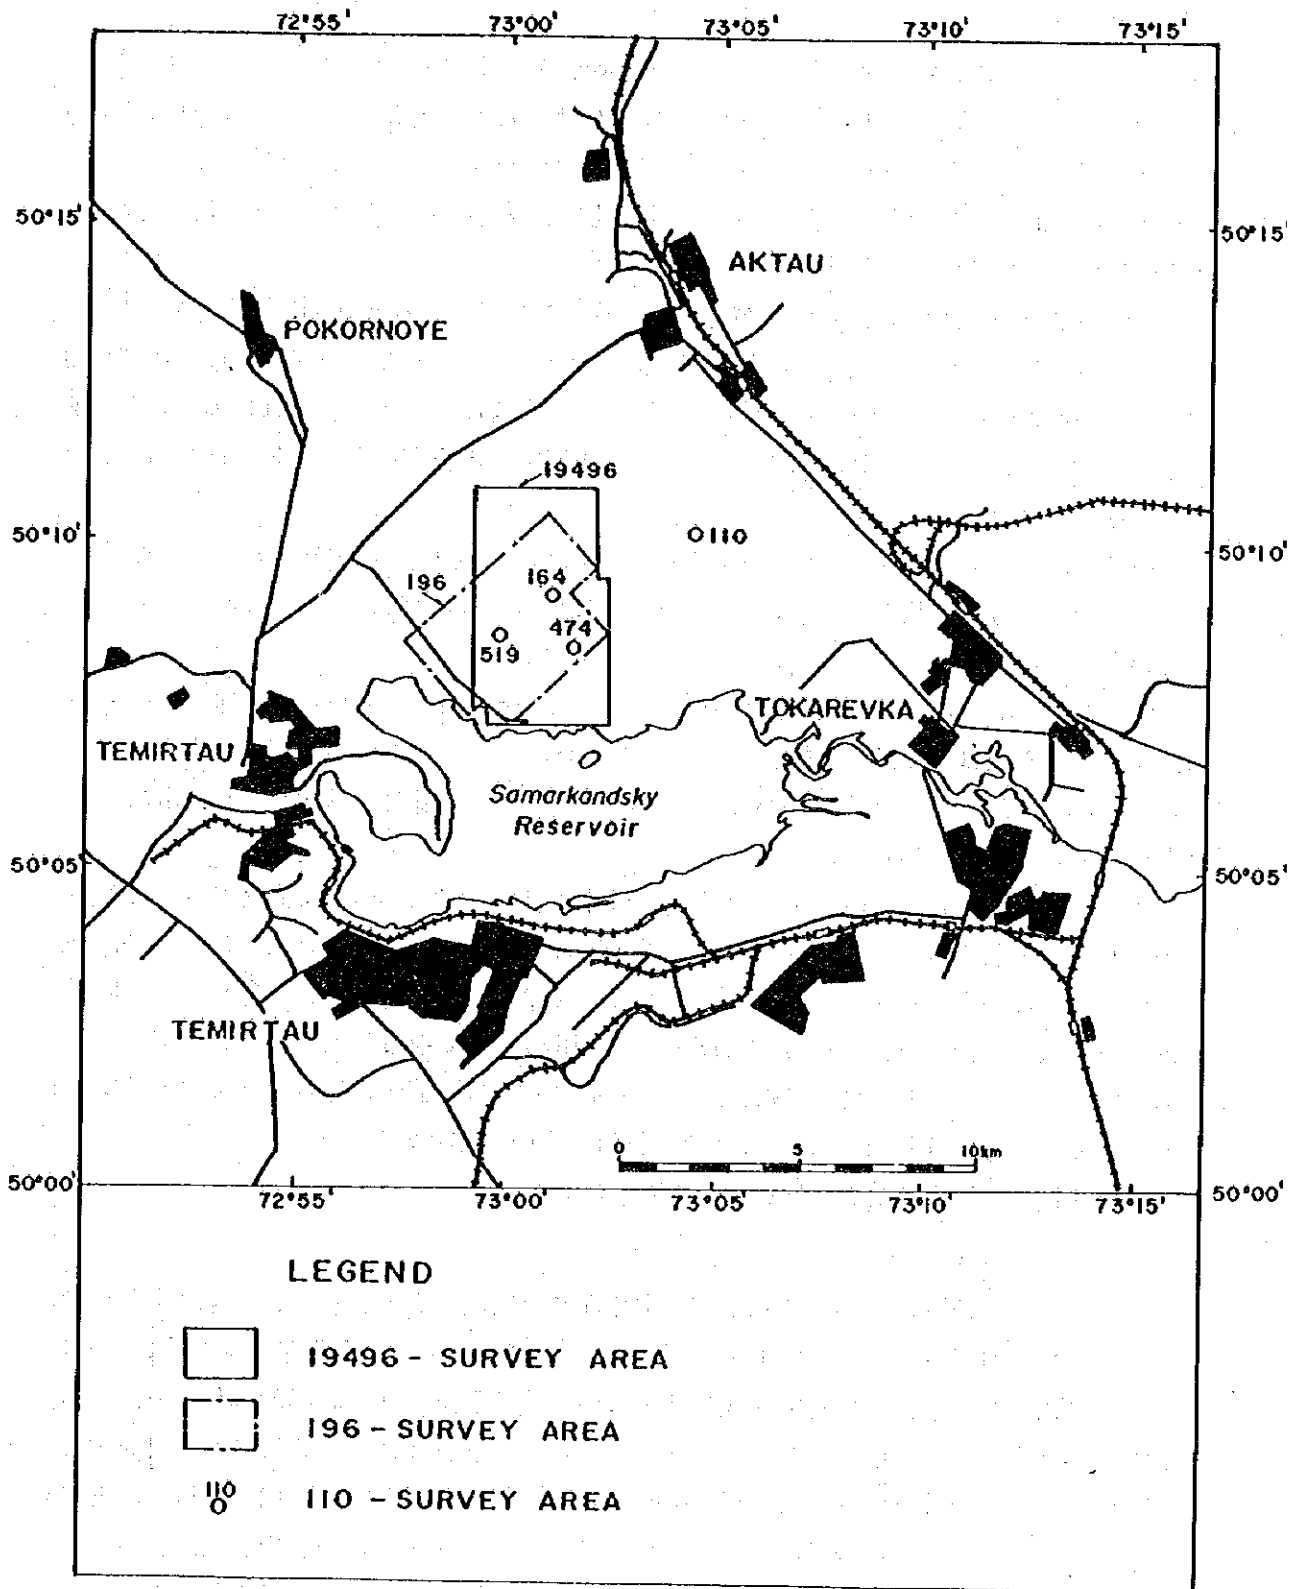 72°55' 73°00' 73°05' 73°10' 73°15'
50°15' 50°15'
AKTAU
POKORNOYE
19496
50°10' 110 50°10'
196 164
474
519
TOKAREVKA
TEMIRTAU
Samarkandsky
Reservoir
50°05' 50°05'
TEMIRTAU
0 5 10km
50°00' 50°00'
72°55' 73°00' 73°05' 73°10' 73°15'
LEGEND
19496 - SURVEY AREA
196 - SURVEY AREA
110
110 - SURVEY AREA